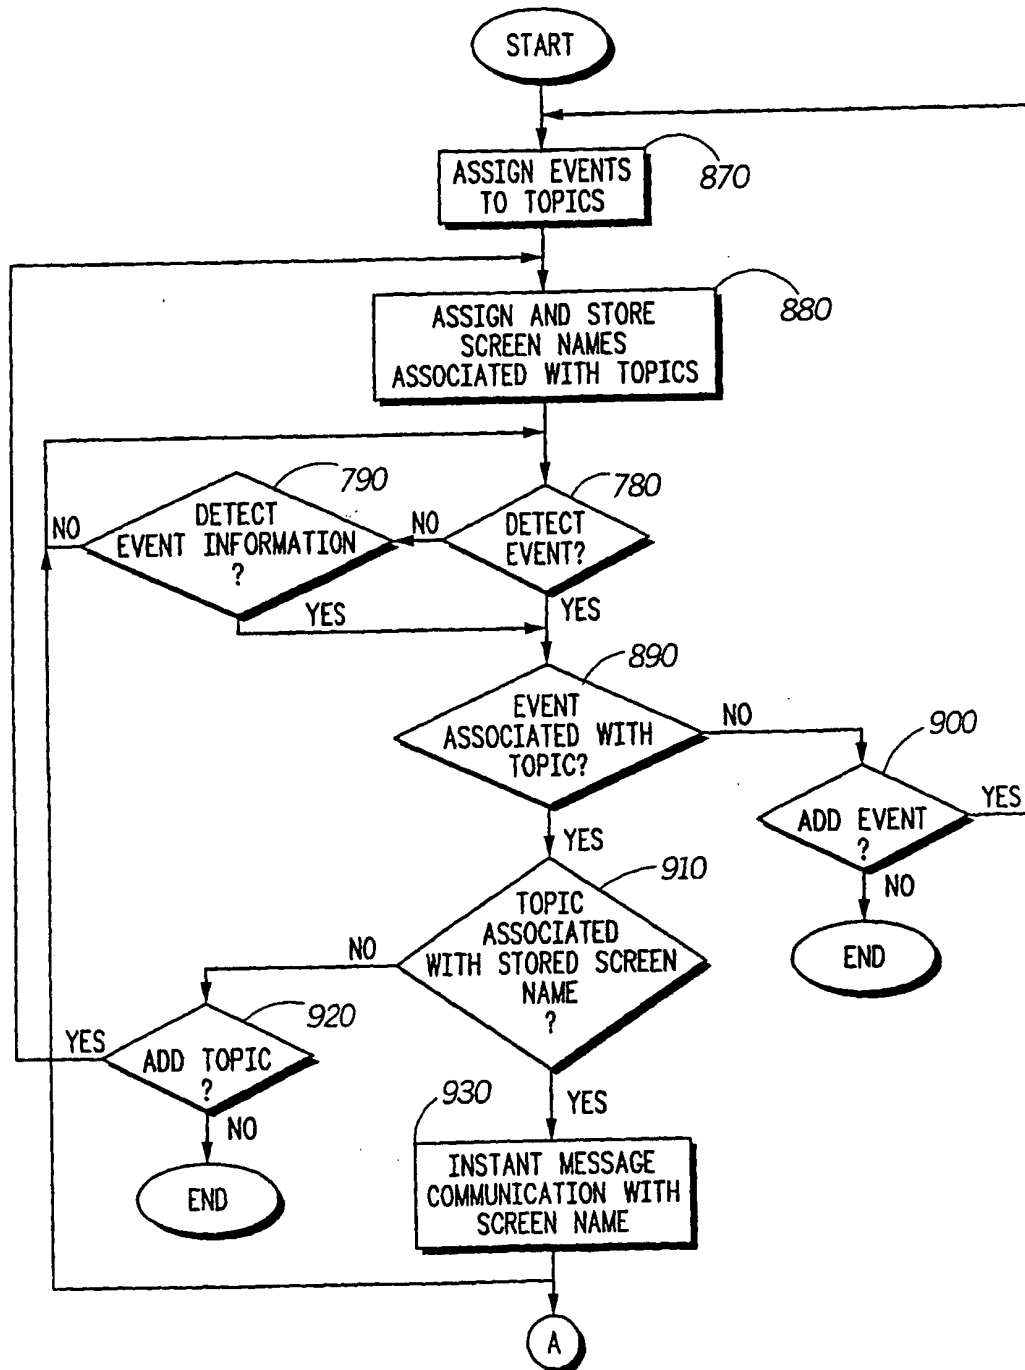 START
ASSIGN EVENTS
TO TOPICS
870
ASSIGN AND STORE
SCREEN NAMES
ASSOCIATED WITH TOPICS
880
790
780
DETECT
EVENT INFORMATION
?
NO
NO
DETECT
EVENT?
YES
YES
890
EVENT
ASSOCIATED WITH
TOPIC?
NO
900
ADD EVENT
?
YES
YES
NO
END
910
TOPIC
ASSOCIATED
WITH STORED SCREEN
NAME
?
NO
920
YES
ADD TOPIC
?
NO
END
YES
930
INSTANT MESSAGE
COMMUNICATION WITH
SCREEN NAME
A